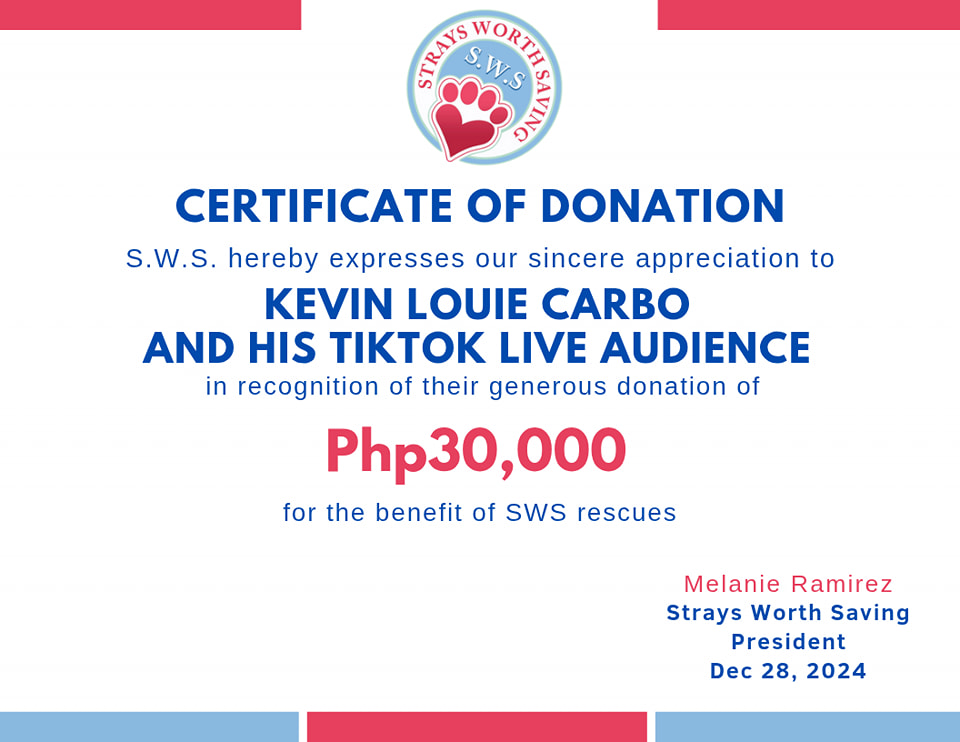 STRAYS WORTH SAVING
S.W.S
CERTIFICATE OF DONATION
S.W.S. hereby expresses our sincere appreciation to
KEVIN LOUIE CARBO
AND HIS TIKTOK LIVE AUDIENCE
in recognition of their generous donation of
Php30,000
for the benefit of SWS rescues
Melanie Ramirez
Strays Worth Saving
President
Dec 28, 2024